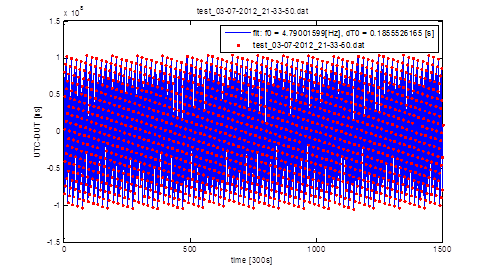 test_03-07-2012_21-33-50.dat
x 10^5
fit: f0 = 4.79001599[Hz], dT0 = 0.1855526165 [s]
test_03-07-2012_21-33-50.dat
1.5
1
0.5
0
-0.5
-1
-1.5
UTC-DUT [ns]
0 500 1000 1500
time [300s]